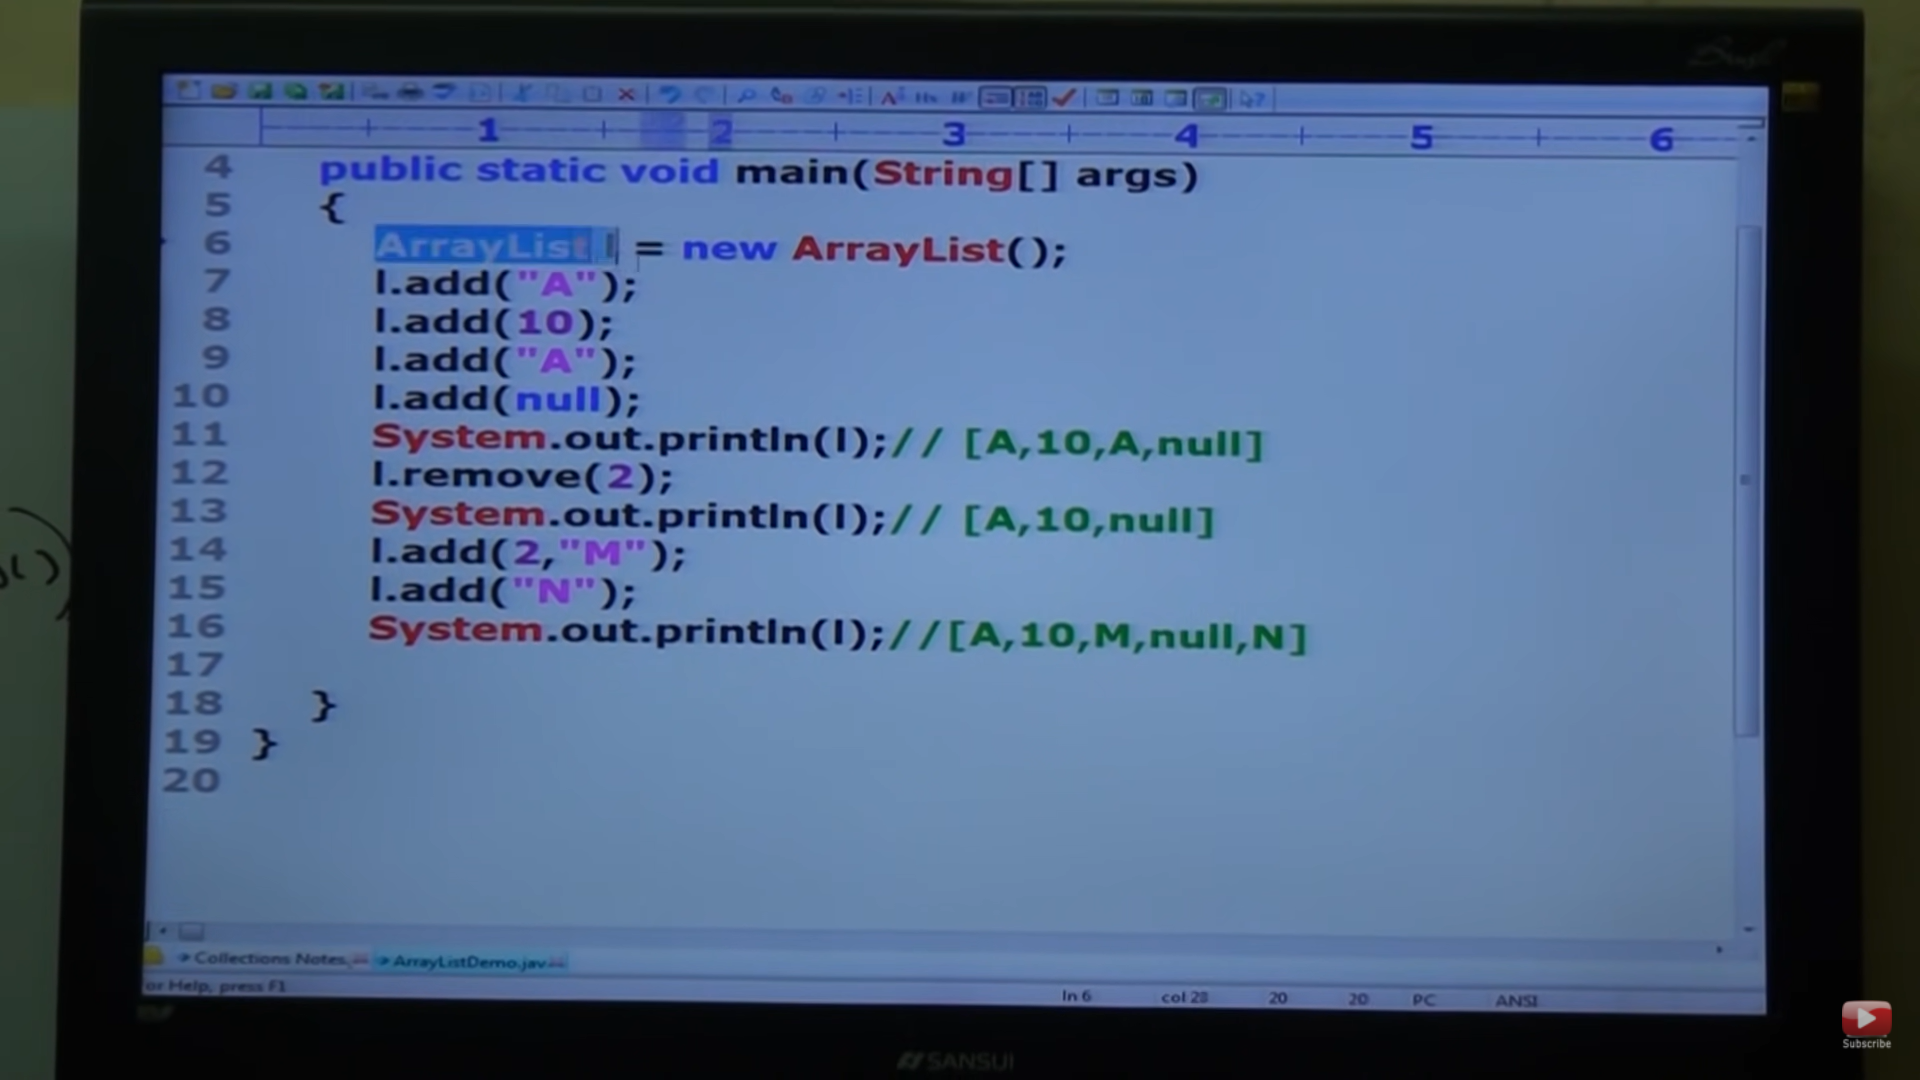 1 2 3 4 5 6
4 public static void main(String[] args)
5 {
6 ArrayList l = new ArrayList();
7 l.add("A");
8 l.add(10);
9 l.add("A");
10 l.add(null);
11 System.out.println(l);// [A,10,A,null]
12 l.remove(2);
13 System.out.println(l);// [A,10,null]
14 l.add(2,"M");
15 l.add("N");
16 System.out.println(l);//[A,10,M,null,N]
17
18 }
19 }
20
Collections Notes. ArrayListDemo.jav
or Help, press F1 ln 6 col 28 20 20 PC ANSI
SANSUI
Subscribe